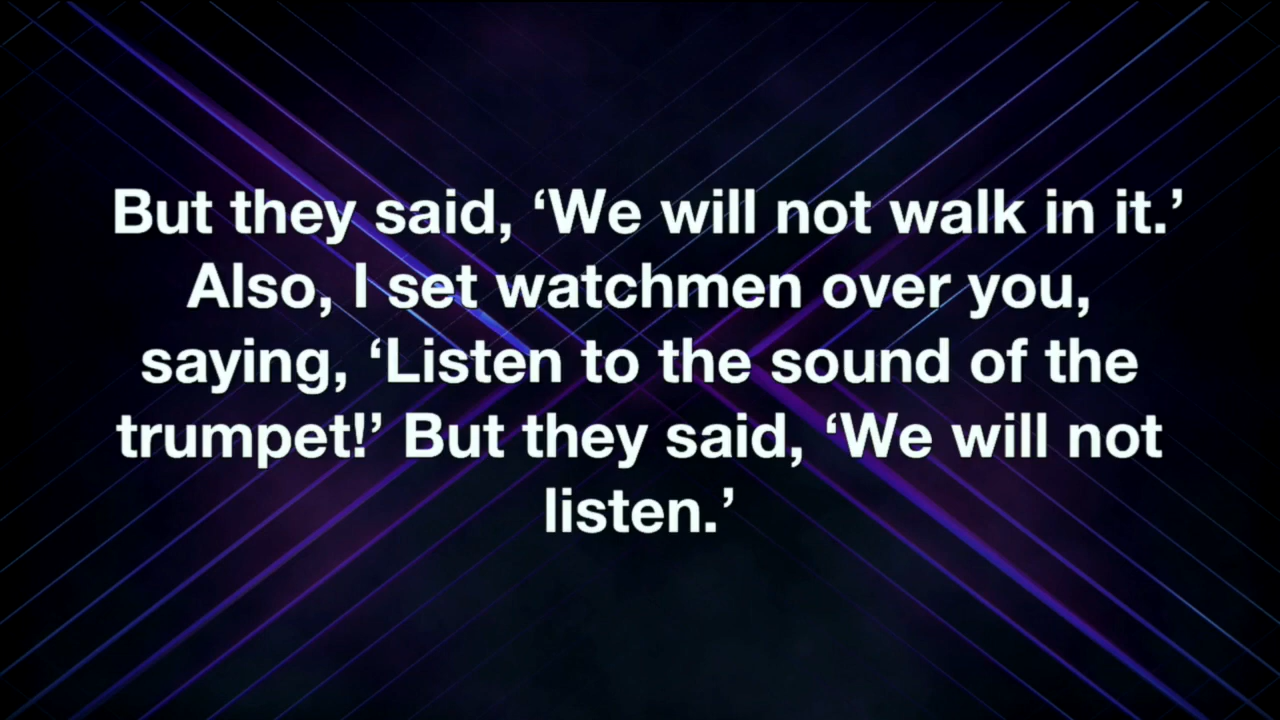 But they said, ‘We will not walk in it.’
Also, I set watchmen over you,
saying, ‘Listen to the sound of the
trumpet!’ But they said, ‘We will not
listen.’